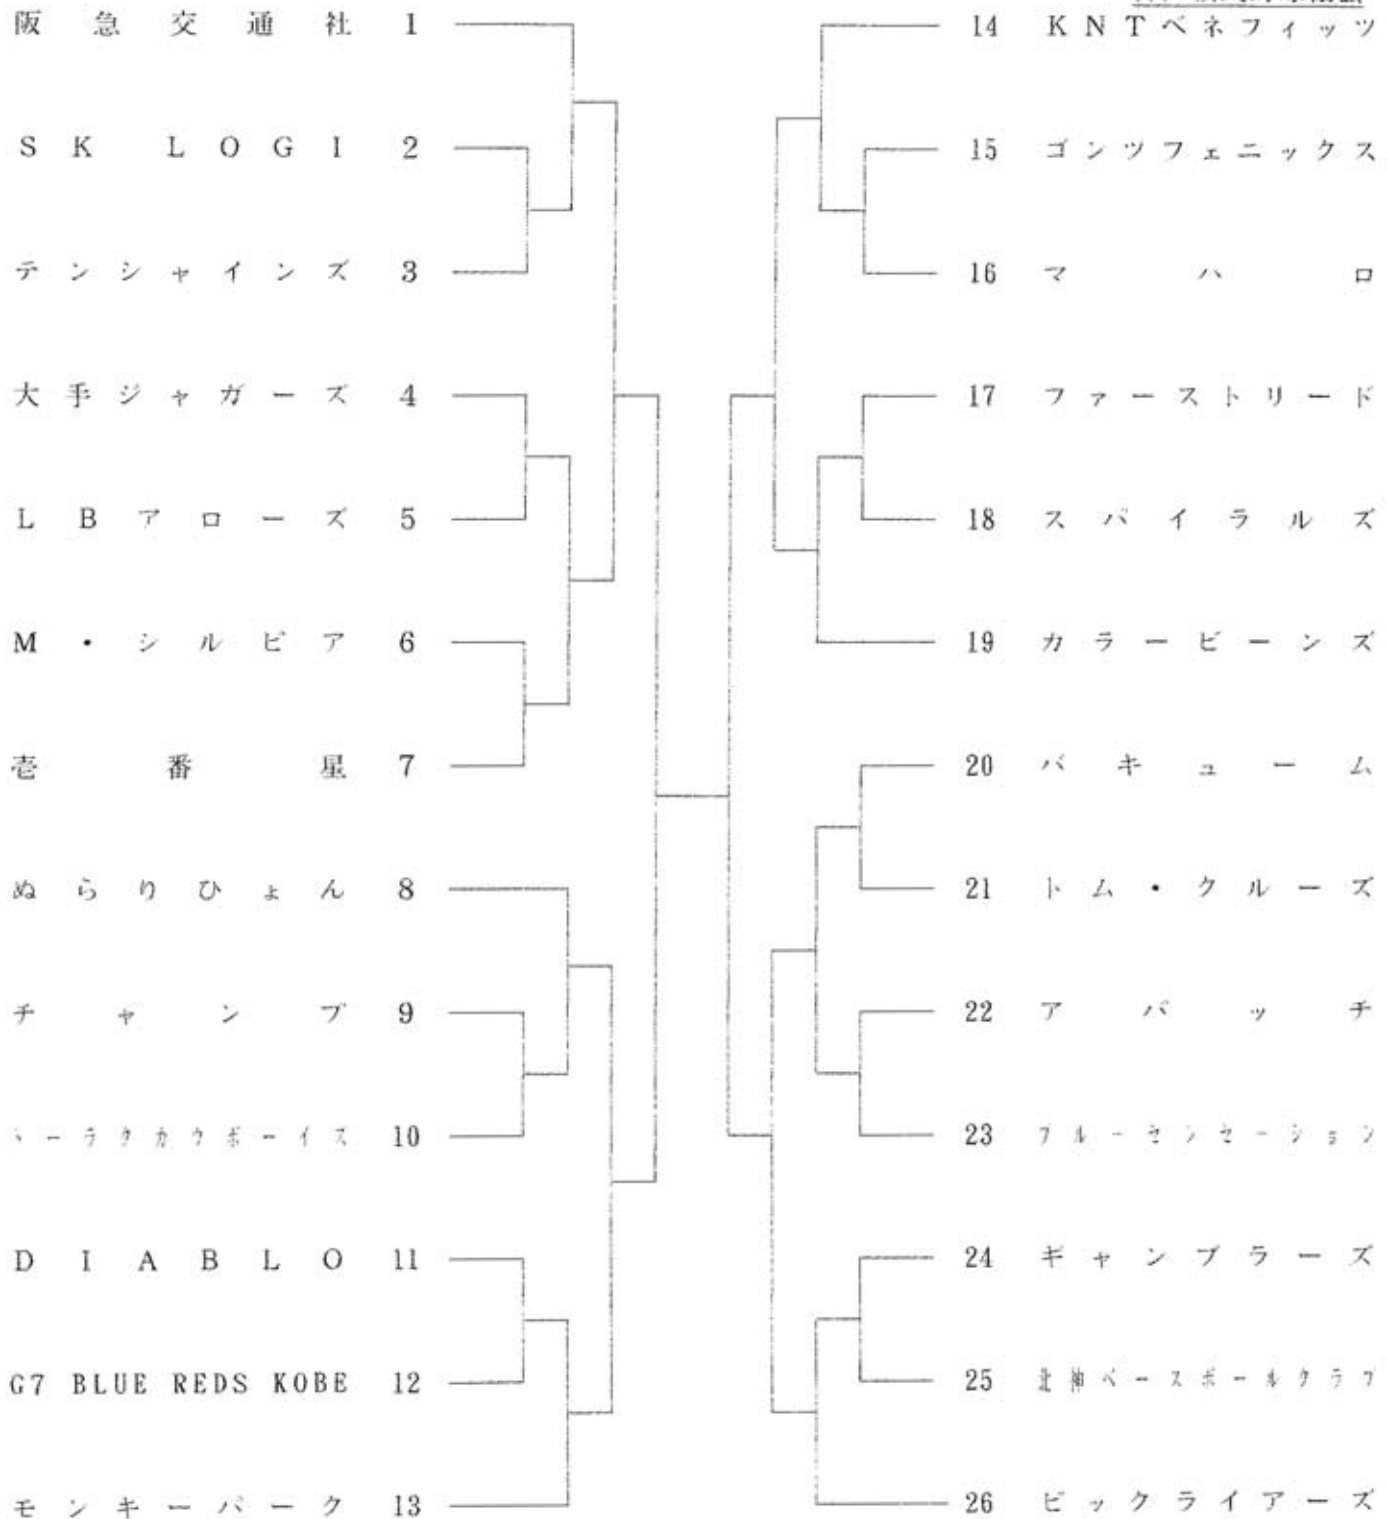 阪急交通社 1
SK LOGI 2
テンシャインズ 3
大手ジャガーズ 4
LBアローズ 5
M・シルビア 6
壱番星 7
ぬらりひょん 8
チャンプ 9
ーラクカウボーイズ 10
DIABLO 11
G7 BLUE REDS KOBE 12
モンキーパーク 13
14 KNTベネフィッツ
15 ゴンツフェニックス
16 マハロ
17 ファーストリード
18 スパイラルズ
19 カラービーンズ
20 バキューム
21 トム・クルーズ
22 アパッチ
23 ブルーセンセーション
24 ギャンブラーズ
25 北神ベースボールクラブ
26 ビックライアーズ